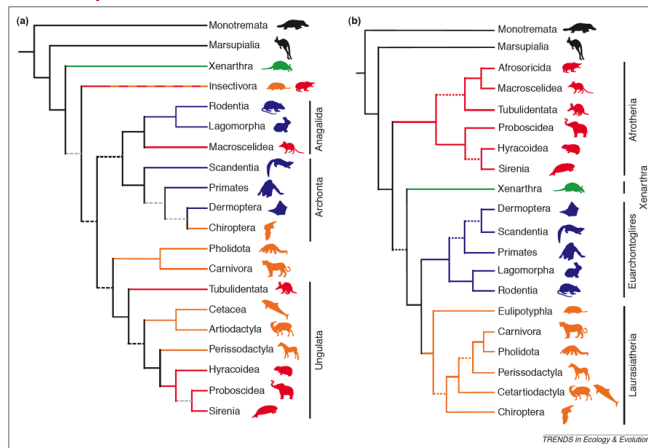 (a)
Monotremata
Marsupialia
Xenarthra
Insectivora
Rodentia
Lagomorpha
Macroscelidea
Scandentia
Primates
Dermoptera
Chiroptera
Pholidota
Carnivora
Tubulidentata
Cetacea
Artiodactyla
Perissodactyla
Hyracoidea
Proboscidea
Sirenia
Anagalida
Archonta
Ungulata
(b)
Monotremata
Marsupialia
Afrosoricida
Macroscelidea
Tubulidentata
Proboscidea
Hyracoidea
Sirenia
Xenarthra
Dermoptera
Scandentia
Primates
Lagomorpha
Rodentia
Eulipotyphla
Carnivora
Pholidota
Perissodactyla
Cetartiodactyla
Chiroptera
Afrotheria
Xenarthra
Euarchontoglires
Laurasiatheria
TRENDS in Ecology & Evolution